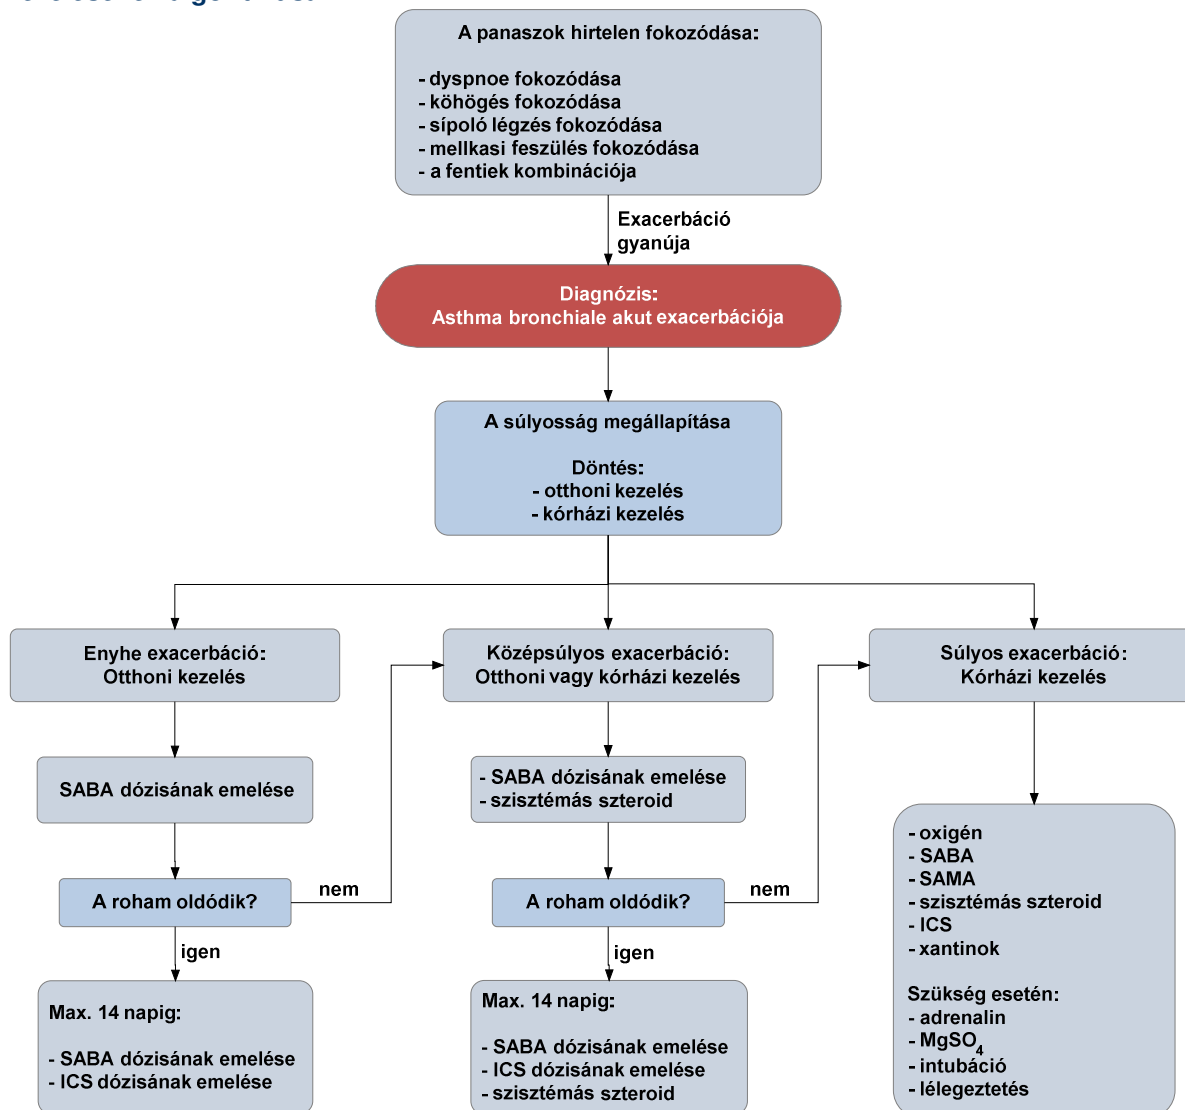 A panaszok hirtelen fokozódása:
- dyspnoe fokozódása
- köhögés fokozódása
- sípoló légzés fokozódása
- mellkasi feszülés fokozódása
- a fentiek kombinációja
Exacerbáció
gyanúja
Diagnózis:
Asthma bronchiale akut exacerbációja
A súlyosság megállapítása
Döntés:
- otthoni kezelés
- kórházi kezelés
Enyhe exacerbáció:
Otthoni kezelés
Középsúlyos exacerbáció:
Otthoni vagy kórházi kezelés
Súlyos exacerbáció:
Kórházi kezelés
SABA dózisának emelése
- SABA dózisának emelése
- szisztémás szteroid
A roham oldódik?
nem
A roham oldódik?
nem
igen
igen
Max. 14 napig:
- SABA dózisának emelése
- ICS dózisának emelése
Max. 14 napig:
- SABA dózisának emelése
- ICS dózisának emelése
- szisztémás szteroid
- oxigén
- SABA
- SAMA
- szisztémás szteroid
- ICS
- xantinok
Szükség esetén:
- adrenalin
- MgSO₄
- intubáció
- lélegeztetés